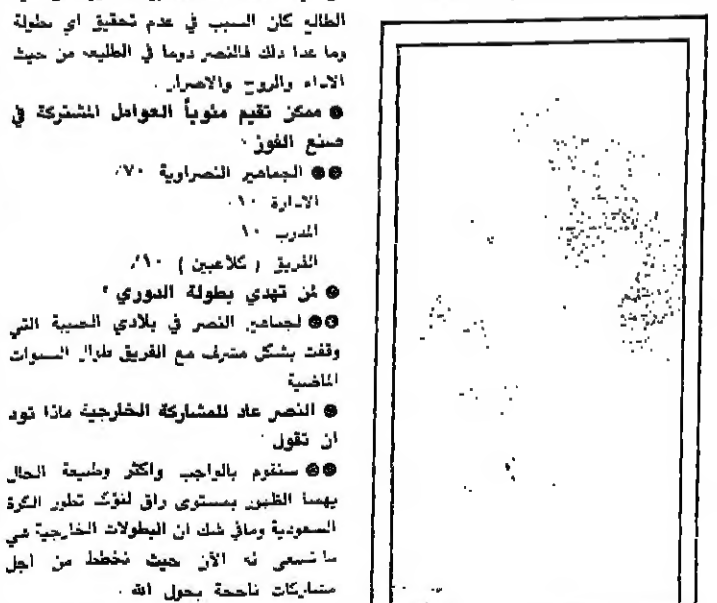 الطالع كان السبب في عدم تحقيق اي بطولة
وما عدا ذلك فالنصر دوما في الطليعه من حيث
الاداء والروح والاصرار .
● ممكن تقيم مئوياً العوامل المشتركة في
صنع الفوز .
●● الجماهير النصراوية ٧٠٪
الادارة ١٠٪
المدرب ١٠
الفريق ( كلاعبين ) ١٠٪
● لمن تهدي بطولة الدوري ؟
●● لجماهير النصر في بلادي الحبيبة التي
وقفت بشكل مشرف مع الفريق طوال السنوات
الماضية
● النصر عاد للمشاركة الخارجية ماذا تود
ان تقول .
●● سنقوم بالواجب واكثر وطبيعة الحال
يهمنا الظهور بمستوى راق لنؤكد تطور الكرة
السعودية ومافي شك ان البطولات الخارجية هي
ما نسعى له الآن حيث نخطط من اجل
مشاركات ناجحة بحول الله .